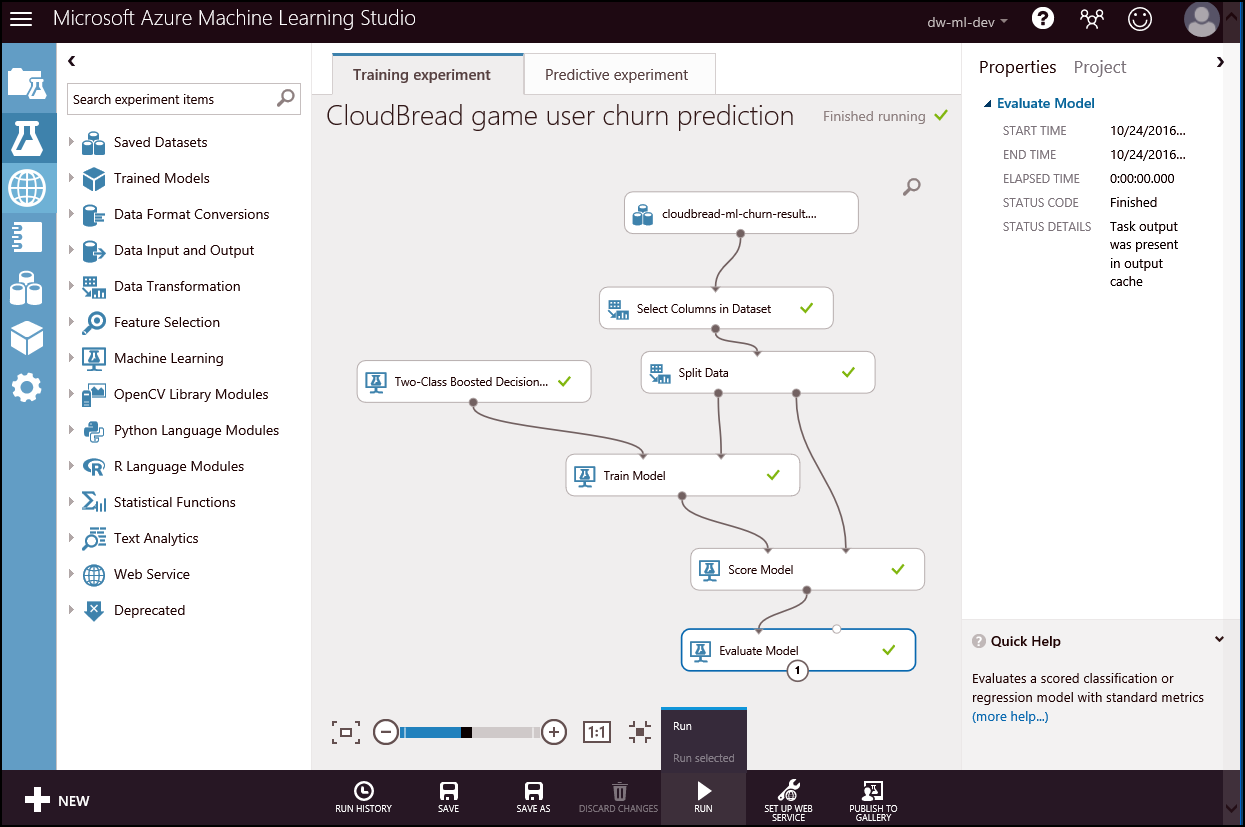 Microsoft Azure Machine Learning Studio
dw-ml-dev
?
Training experiment
Predictive experiment
CloudBread game user churn prediction
Finished running
Search experiment items
Saved Datasets
Trained Models
Data Format Conversions
Data Input and Output
Data Transformation
Feature Selection
Machine Learning
OpenCV Library Modules
Python Language Modules
R Language Modules
Statistical Functions
Text Analytics
Web Service
Deprecated
cloudbread-ml-churn-result....
Select Columns in Dataset
Split Data
Two-Class Boosted Decision...
Train Model
Score Model
Evaluate Model
1
1:1
Run
Run selected
Properties
Project
Evaluate Model
START TIME 10/24/2016...
END TIME 10/24/2016...
ELAPSED TIME 0:00:00.000
STATUS CODE Finished
STATUS DETAILS Task output
was present
in output
cache
? Quick Help
Evaluates a scored classification or
regression model with standard metrics
(more help...)
NEW
RUN HISTORY
SAVE
SAVE AS
DISCARD CHANGES
RUN
SET UP WEB
SERVICE
PUBLISH TO
GALLERY